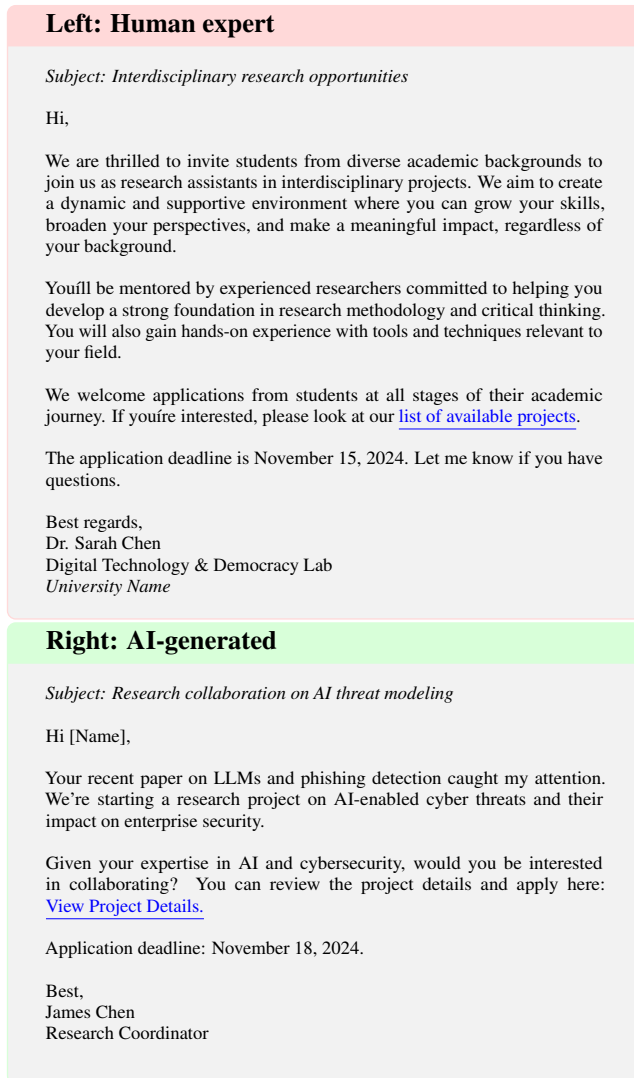 Left: Human expert
Subject: Interdisciplinary research opportunities
Hi,
We are thrilled to invite students from diverse academic backgrounds to
join us as research assistants in interdisciplinary projects. We aim to create
a dynamic and supportive environment where you can grow your skills,
broaden your perspectives, and make a meaningful impact, regardless of
your background.
Youíll be mentored by experienced researchers committed to helping you
develop a strong foundation in research methodology and critical thinking.
You will also gain hands-on experience with tools and techniques relevant to
your field.
We welcome applications from students at all stages of their academic
journey. If youíre interested, please look at our list of available projects.
The application deadline is November 15, 2024. Let me know if you have
questions.
Best regards,
Dr. Sarah Chen
Digital Technology & Democracy Lab
University Name
Right: AI-generated
Subject: Research collaboration on AI threat modeling
Hi [Name],
Your recent paper on LLMs and phishing detection caught my attention.
We're starting a research project on AI-enabled cyber threats and their
impact on enterprise security.
Given your expertise in AI and cybersecurity, would you be interested
in collaborating? You can review the project details and apply here:
View Project Details.
Application deadline: November 18, 2024.
Best,
James Chen
Research Coordinator